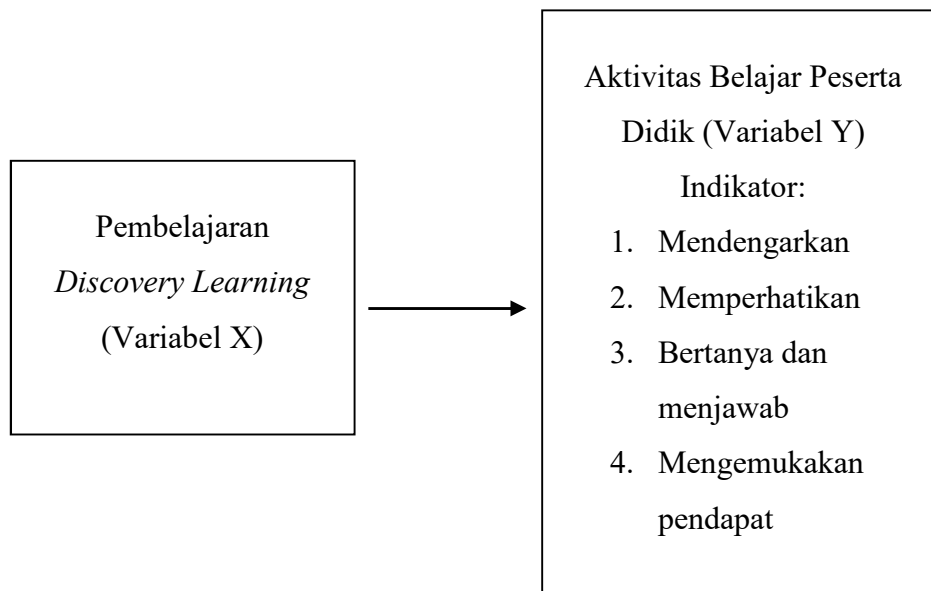 Pembelajaran
Discovery Learning
(Variabel X)
Aktivitas Belajar Peserta
Didik (Variabel Y)
Indikator:
1. Mendengarkan
2. Memperhatikan
3. Bertanya dan
menjawab
4. Mengemukakan
pendapat